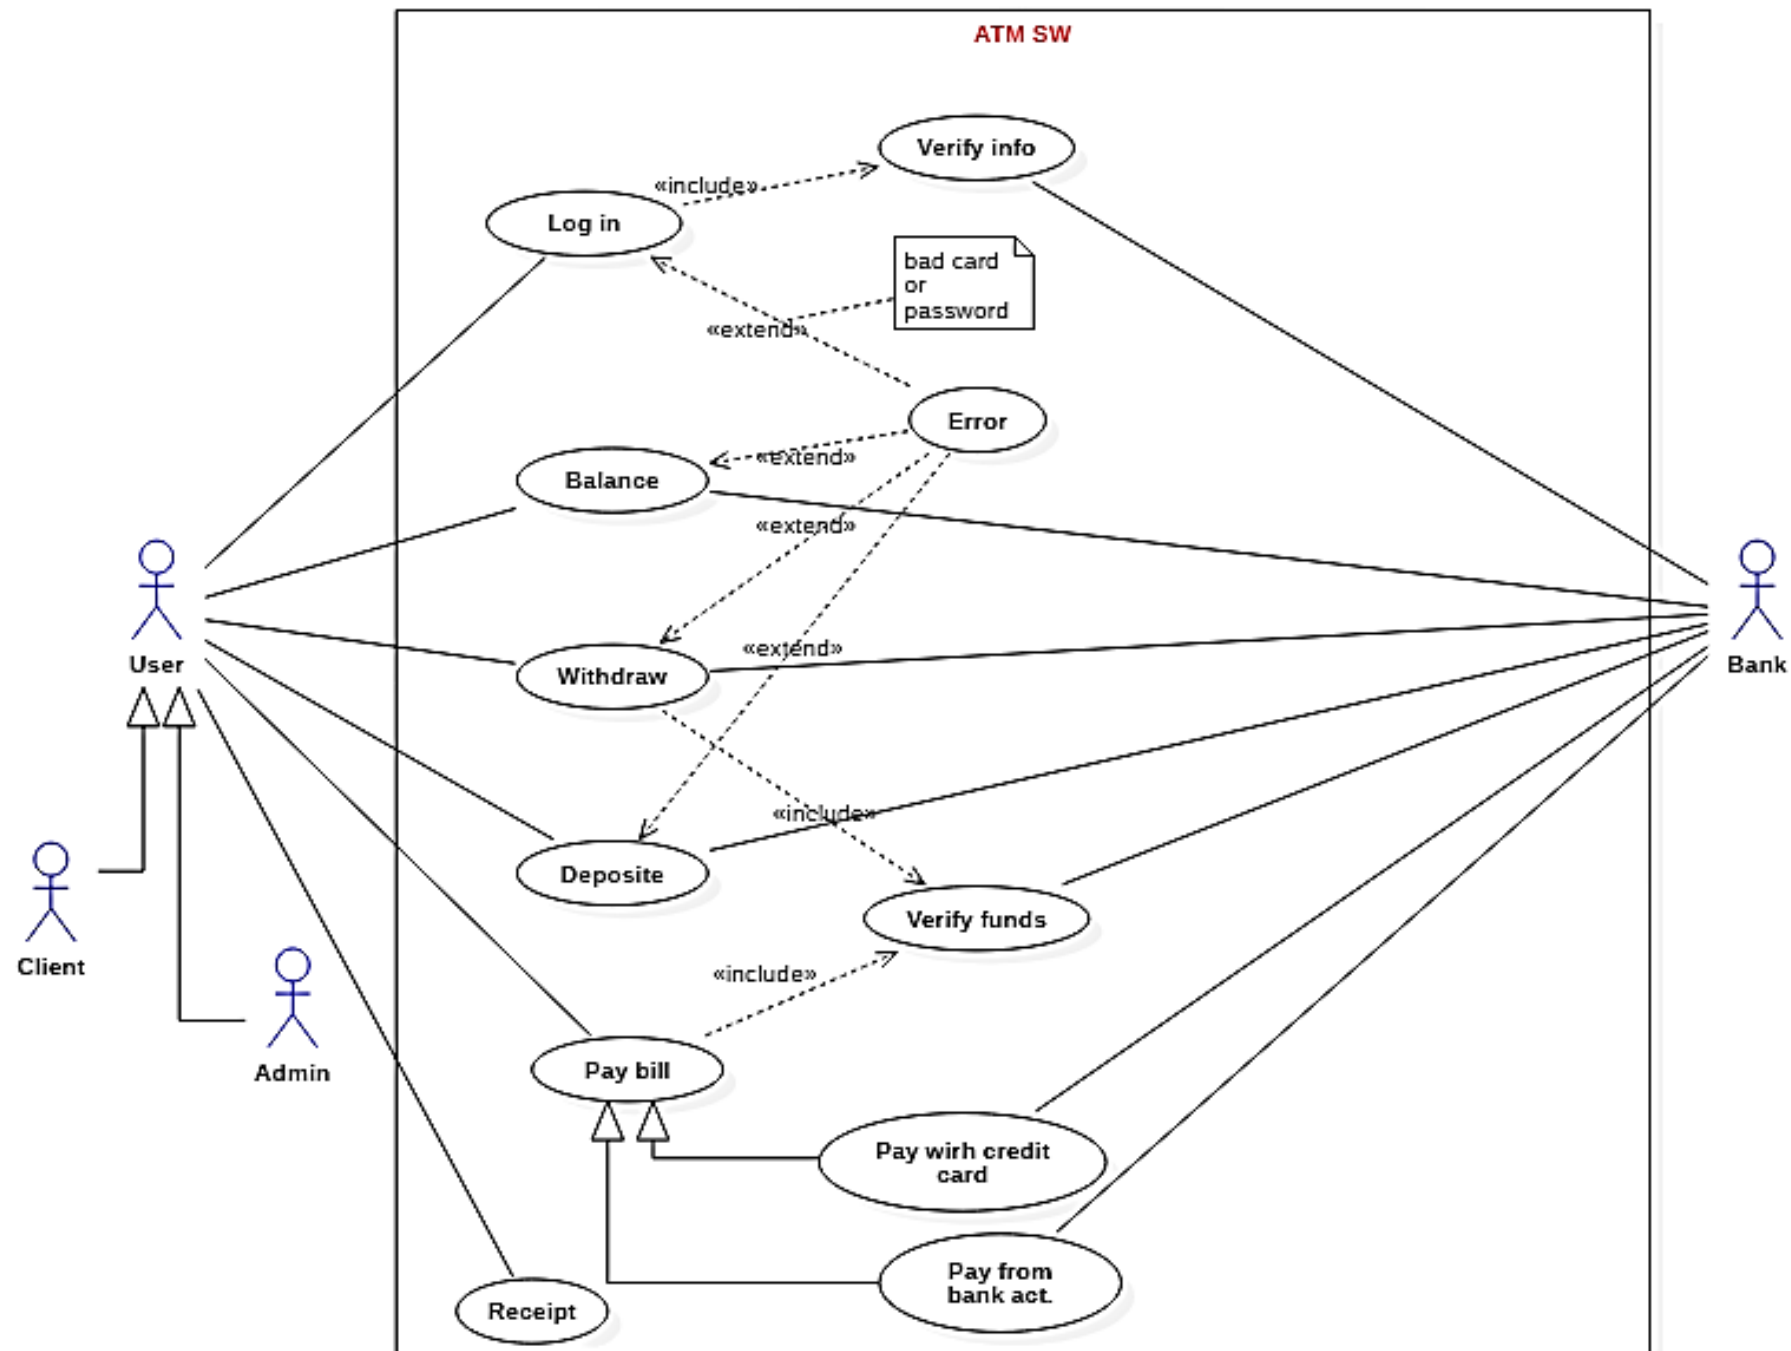 ATM SW
Verify info
«include»
Log in
bad card
or
password
«extend»
Error
«extend»
Balance
«extend»
User
Bank
«extend»
Withdraw
«include»
Deposite
Verify funds
Client
«include»
Admin
Pay bill
Pay wirh credit
card
Pay from
bank act.
Receipt